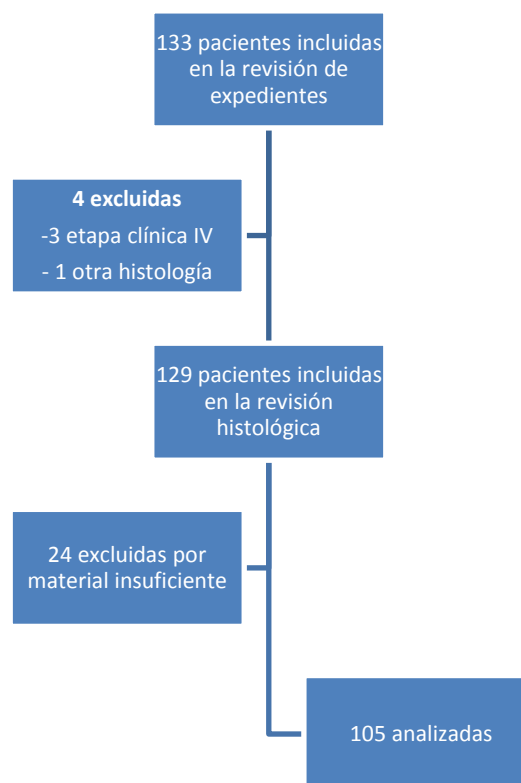 133 pacientes incluidas
en la revisión de
expedientes
4 excluidas
-3 etapa clínica IV
- 1 otra histología
129 pacientes incluidas
en la revisión
histológica
24 excluidas por
material insuficiente
105 analizadas